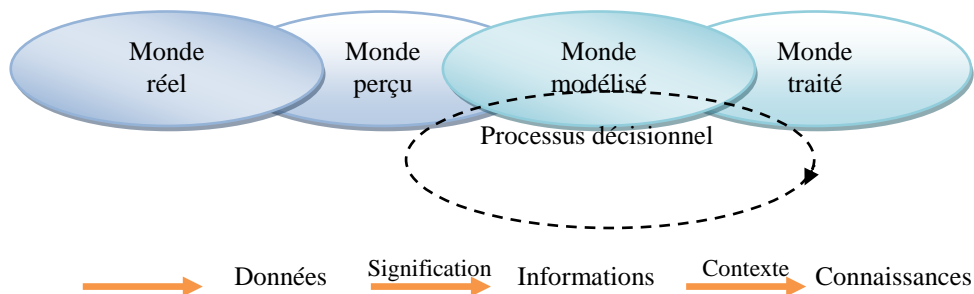 Monde
réel
Monde
perçu
Monde
modélisé
Monde
traité
Processus décisionnel
Données
Signification
Informations
Contexte
Connaissances